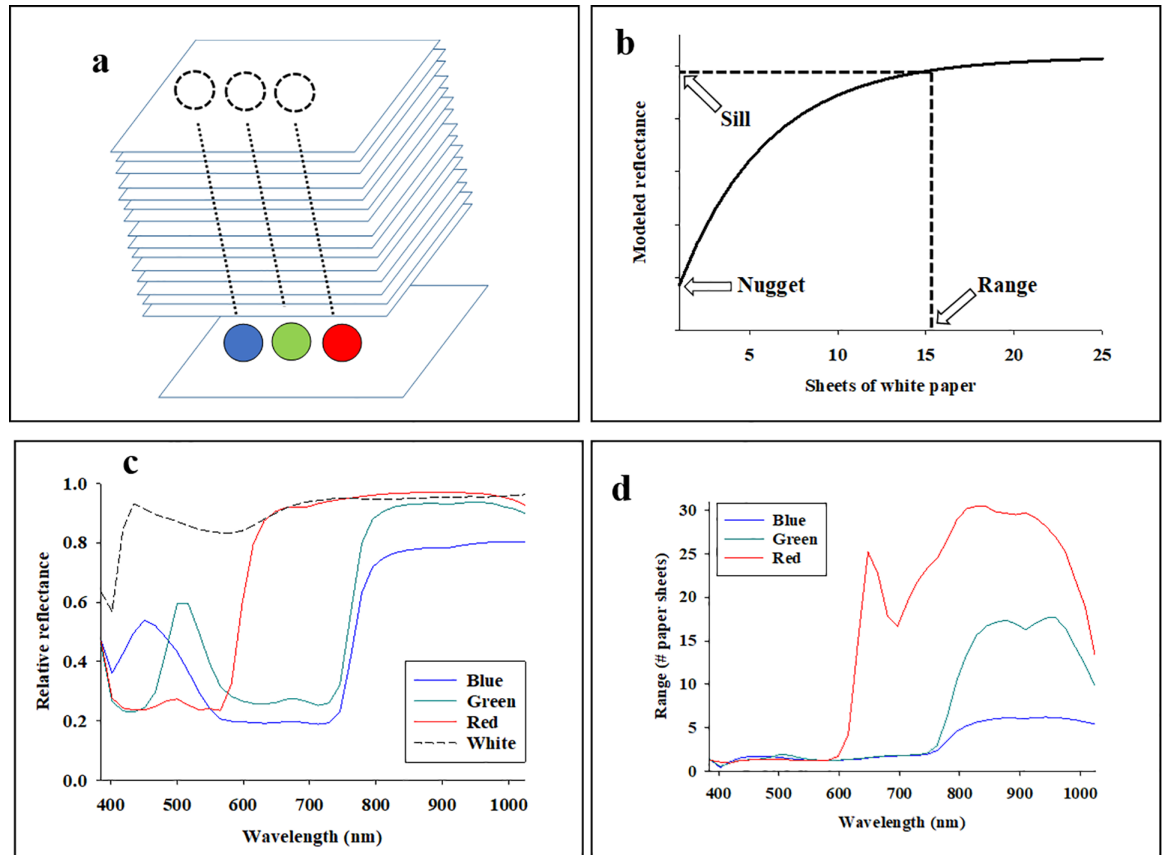 a
b
Modeled reflectance
Sill
Nugget
Range
5 10 15 20 25
Sheets of white paper
c
Relative reflectance
1.0
0.8
0.6
0.4
0.2
0.0
Blue
Green
Red
White
400 500 600 700 800 900 1000
Wavelength (nm)
d
Range (# paper sheets)
30
25
20
15
10
5
0
Blue
Green
Red
400 500 600 700 800 900 1000
Wavelength (nm)